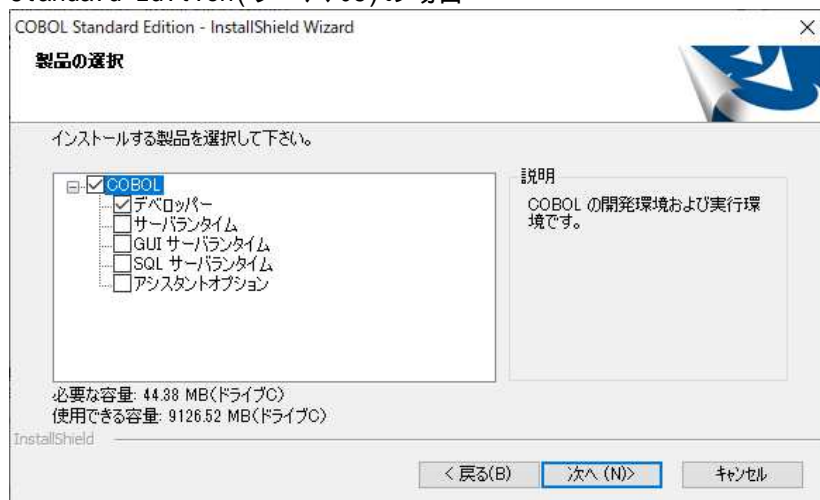 COBOL Standard Edition - InstallShield Wizard
製品の選択
インストールする製品を選択して下さい。
COBOL
デベロッパー
サーバランタイム
GUI サーバランタイム
SQL サーバランタイム
アシスタントオプション
説明
COBOL の開発環境および実行環
境です。
必要な容量: 44.38 MB(ドライブC)
使用できる容量: 9126.52 MB(ドライブC)
InstallShield
< 戻る(B)
次へ (N)>
キャンセル